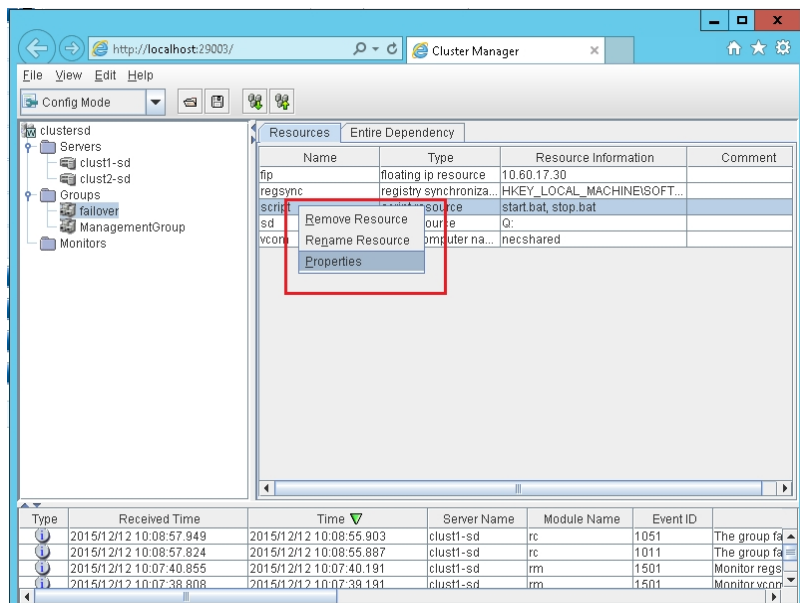 http://localhost:29003/
Cluster Manager
File View Edit Help
Config Mode
clustersd
Servers
clust1-sd
clust2-sd
Groups
failover
ManagementGroup
Monitors
Resources Entire Dependency
Name Type Resource Information Comment
fip floating ip resource 10.60.17.30
regsync registry synchroniza... HKEY_LOCAL_MACHINE\SOFT...
script resource start.bat, stop.bat
sd Q:
vcom mputer na... necshared
Remove Resource
Rename Resource
Properties
Type Received Time Time Server Name Module Name Event ID
2015/12/12 10:08:57.949 2015/12/12 10:08:55.903 clust1-sd rc 1051 The group fa
2015/12/12 10:08:57.824 2015/12/12 10:08:55.887 clust1-sd rc 1011 The group fa
2015/12/12 10:07:40.855 2015/12/12 10:07:40.191 clust1-sd rm 1501 Monitor regs
2015/12/12 10:07:38.808 2015/12/12 10:07:39.191 clust1-sd rm 1501 Monitor vcom